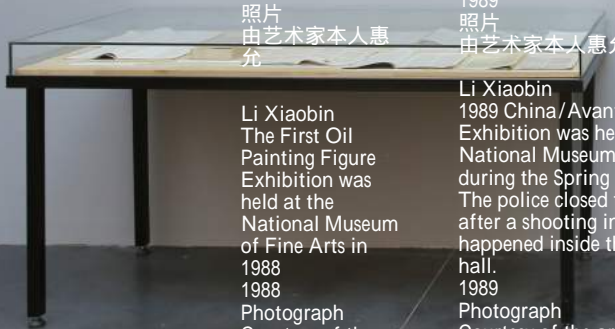 照片
由艺术家本人惠
允
Li Xiaobin
The First Oil
Painting Figure
Exhibition was
held at the
National Museum
of Fine Arts in
1988
1988
Photograph
1989
照片
由艺术家本人惠
Li Xiaobin
1989 China/Avant
Exhibition was he
National Museum
during the Spring
The police closed
after a shooting in
happened inside th
hall.
1989
Photograph